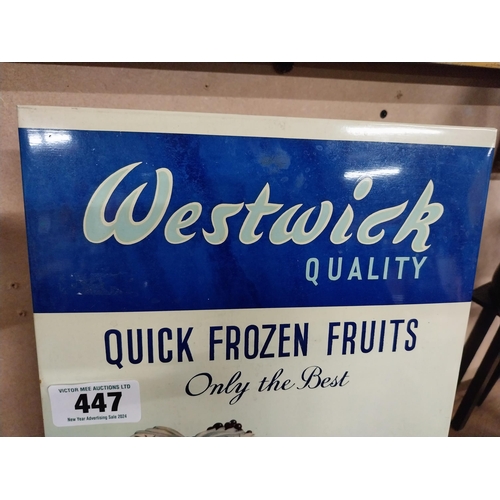 Westwick
QUALITY
QUICK FROZEN FRUITS
Only the Best
VICTOR MEE AUCTIONS LTD
447
New Year Advertising Sale 2024